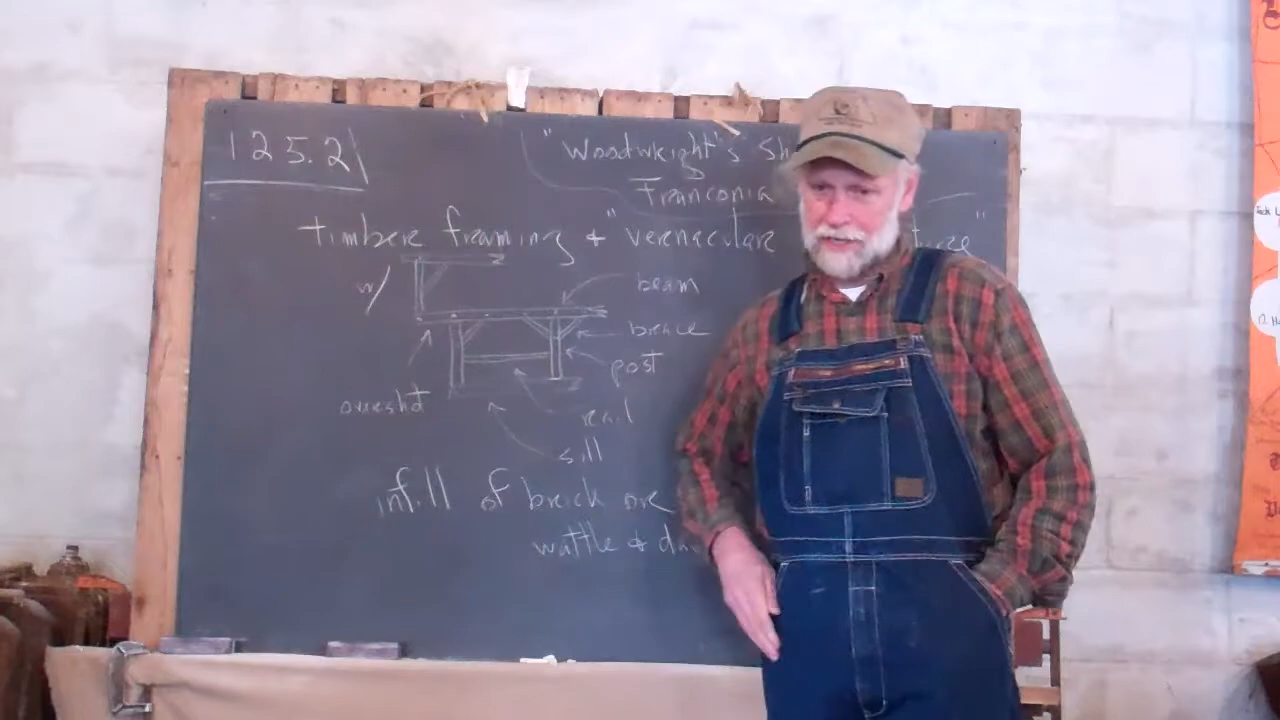 125.2
"Woodwright's Sh
Franconia
timber framing & "vernacular
ture"
w/
beam
brace
post
overshot
rail
sill
infill of brick or
wattle & da